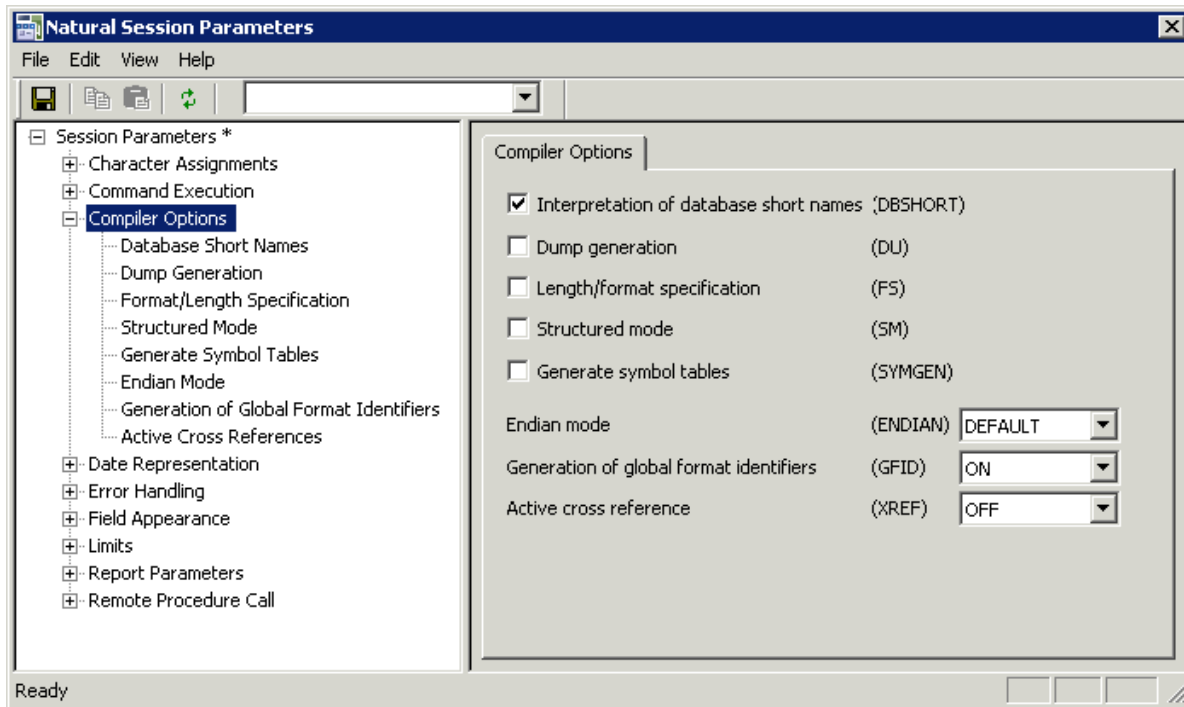 Natural Session Parameters
File Edit View Help
Session Parameters *
Character Assignments
Command Execution
Compiler Options
Database Short Names
Dump Generation
Format/Length Specification
Structured Mode
Generate Symbol Tables
Endian Mode
Generation of Global Format Identifiers
Active Cross References
Date Representation
Error Handling
Field Appearance
Limits
Report Parameters
Remote Procedure Call
Compiler Options
Interpretation of database short names (DBSHORT)
Dump generation (DU)
Length/format specification (FS)
Structured mode (SM)
Generate symbol tables (SYMGEN)
Endian mode (ENDIAN) DEFAULT
Generation of global format identifiers (GFID) ON
Active cross reference (XREF) OFF
Ready